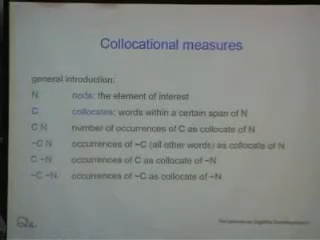 Collocational measures
general introduction:
N node: the element of interest
C collocates: words within a certain span of N
C N number of occurrences of C as collocate of N
~C N occurrences of ~C (all other words) as collocate of N
C ~N occurrences of C as collocate of ~N
~C ~N occurrences of ~C as collocate of ~N